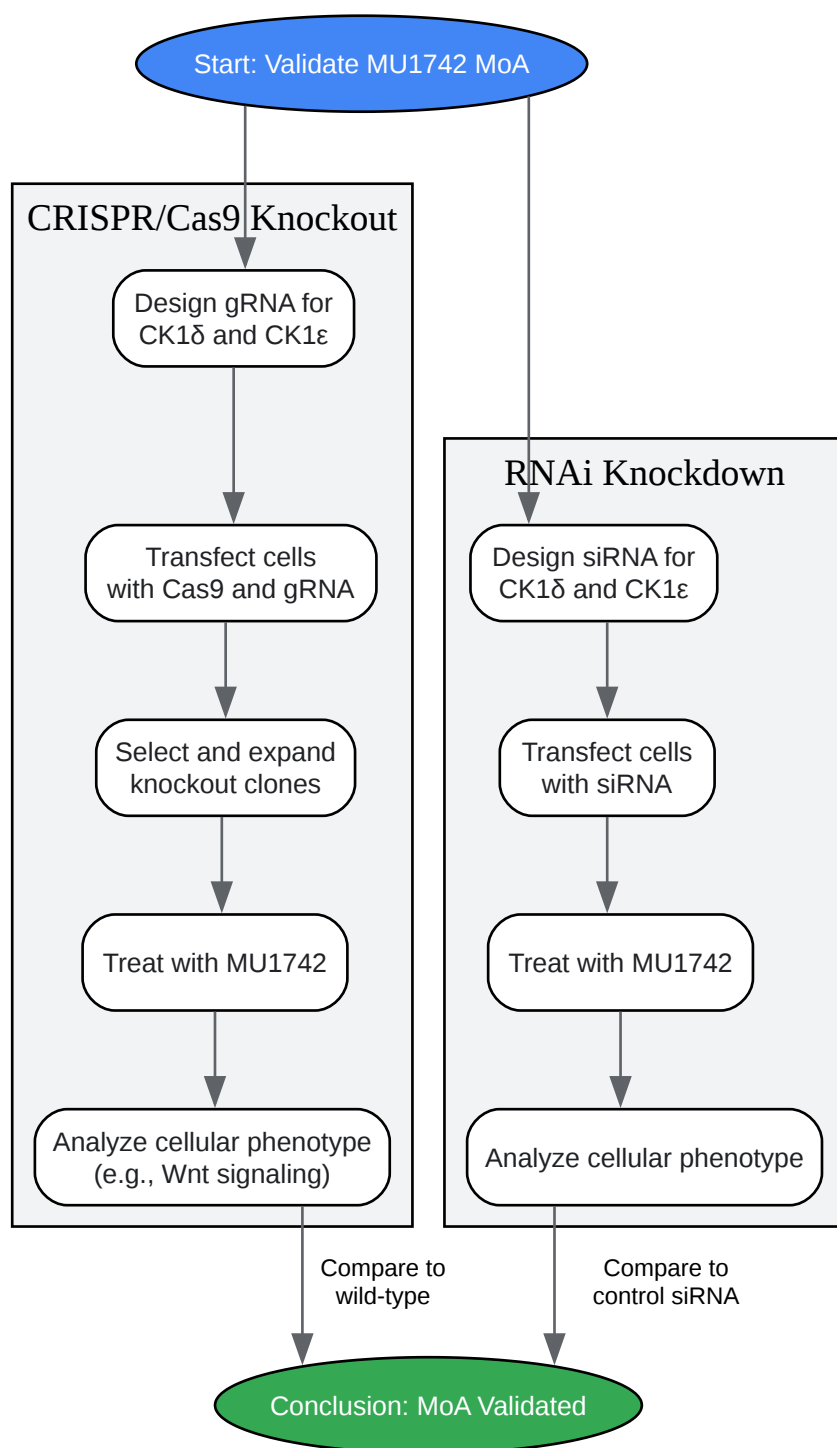 Start: Validate MU1742 MoA
CRISPR/Cas9 Knockout
Design gRNA for
CK1δ and CK1ε
Transfect cells
with Cas9 and gRNA
Select and expand
knockout clones
Treat with MU1742
Analyze cellular phenotype
(e.g., Wnt signaling)
Compare to
wild-type
RNAi Knockdown
Design siRNA for
CK1δ and CK1ε
Transfect cells
with siRNA
Treat with MU1742
Analyze cellular phenotype
Compare to
control siRNA
Conclusion: MoA Validated